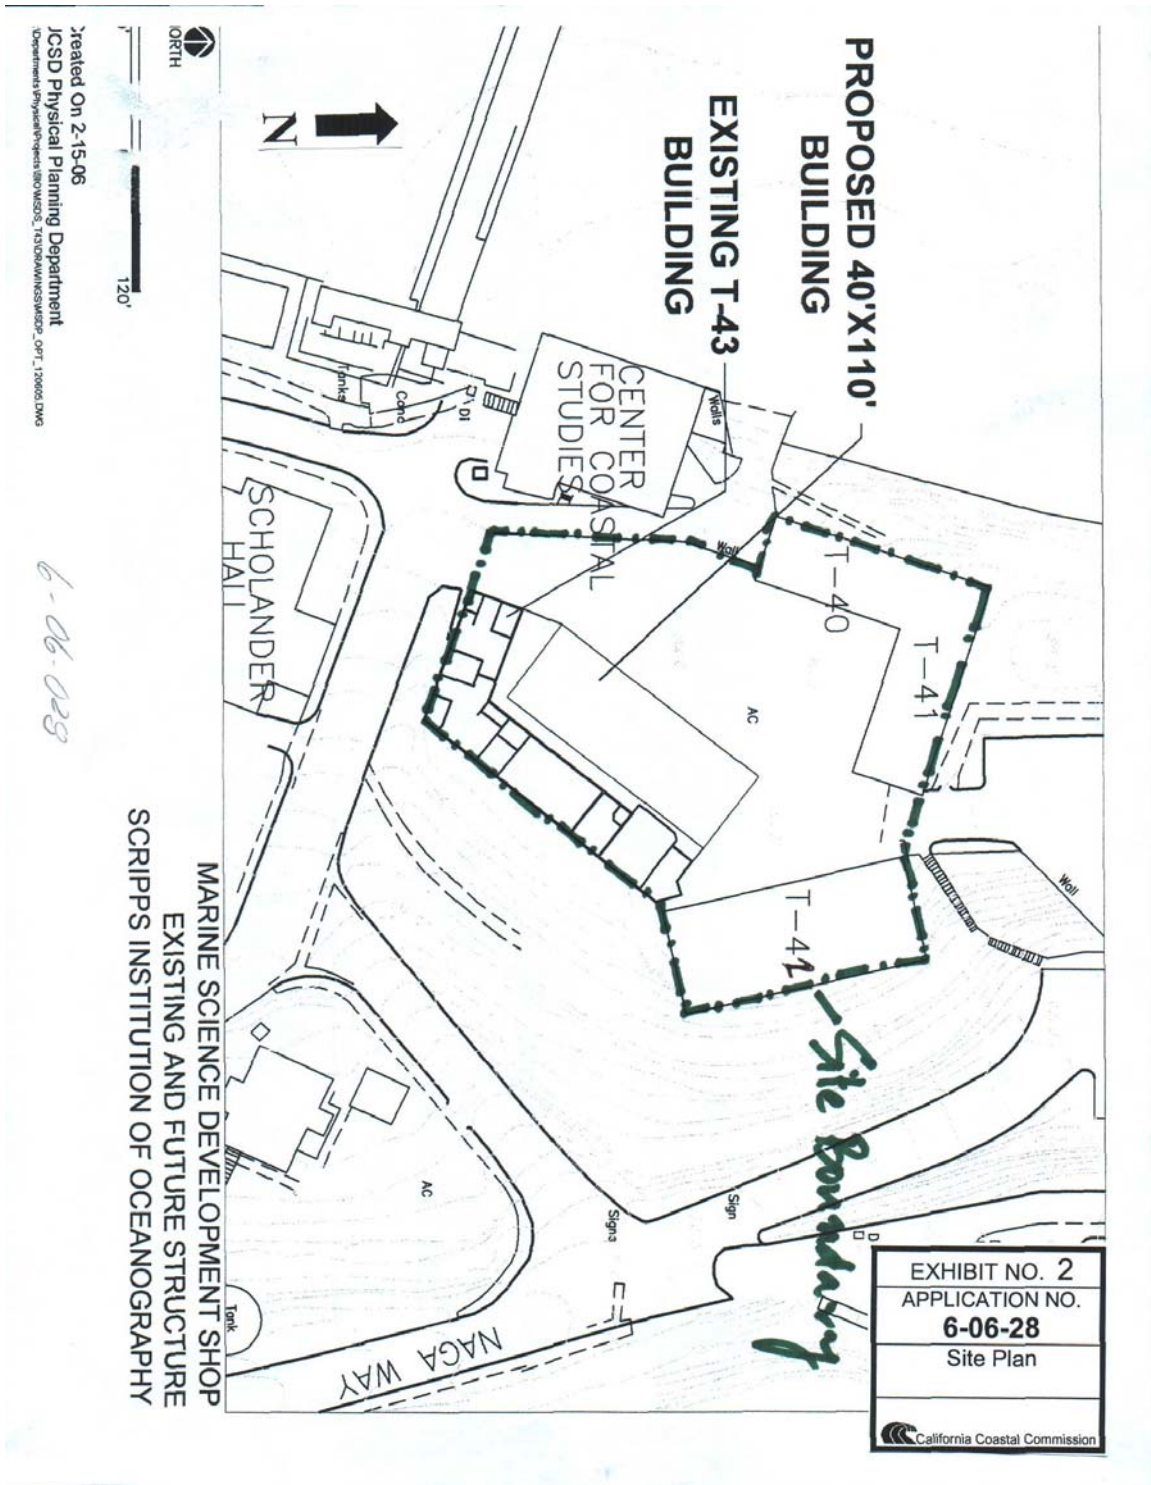 PROPOSED 40'X110'
BUILDING
EXISTING T-43
BUILDING
N
ORTH
120'
Created On 2-15-06
UCSD Physical Planning Department
6-06-028
CENTER
FOR COASTAL
STUDIES
Walls
Wall
DI
Cond
Tanks
SCHOLANDER
HALL
T-40
T-41
T-42
AC
Wall
Site Boundary
Sign
Signs
D
AC
Tank
NAGA WAY
MARINE SCIENCE DEVELOPMENT SHOP
EXISTING AND FUTURE STRUCTURE
SCRIPPS INSTITUTION OF OCEANOGRAPHY
EXHIBIT NO. 2
APPLICATION NO.
6-06-28
Site Plan
California Coastal Commission